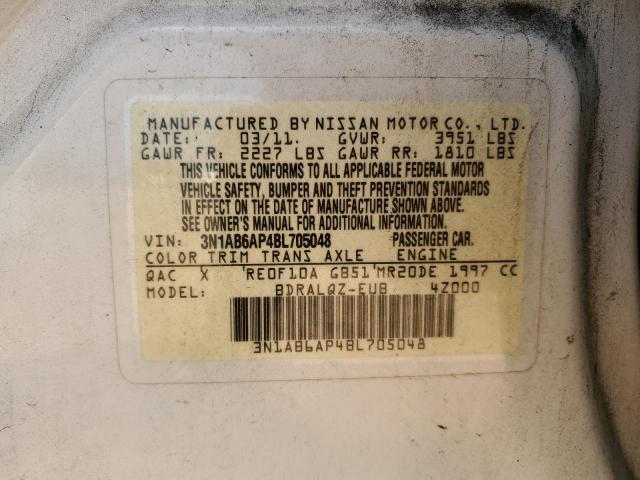 MANUFACTURED BY NISSAN MOTOR CO., LTD.
DATE: 03/11. GVWR: 3951 LBS
GAWR FR: 2227 LBS GAWR RR: 1810 LBS
THIS VEHICLE CONFORMS TO ALL APPLICABLE FEDERAL MOTOR
VEHICLE SAFETY, BUMPER AND THEFT PREVENTION STANDARDS
IN EFFECT ON THE DATE OF MANUFACTURE SHOWN ABOVE.
SEE OWNER'S MANUAL FOR ADDITIONAL INFORMATION.
VIN: 3N1AB6AP4BL705048 PASSENGER CAR.
COLOR TRIM TRANS AXLE ENGINE
QAC X RE0F10A GB51 MR20DE 1997 CC
MODEL: BDRALQZ-EUB 4Z000
3N1AB6AP4BL705048